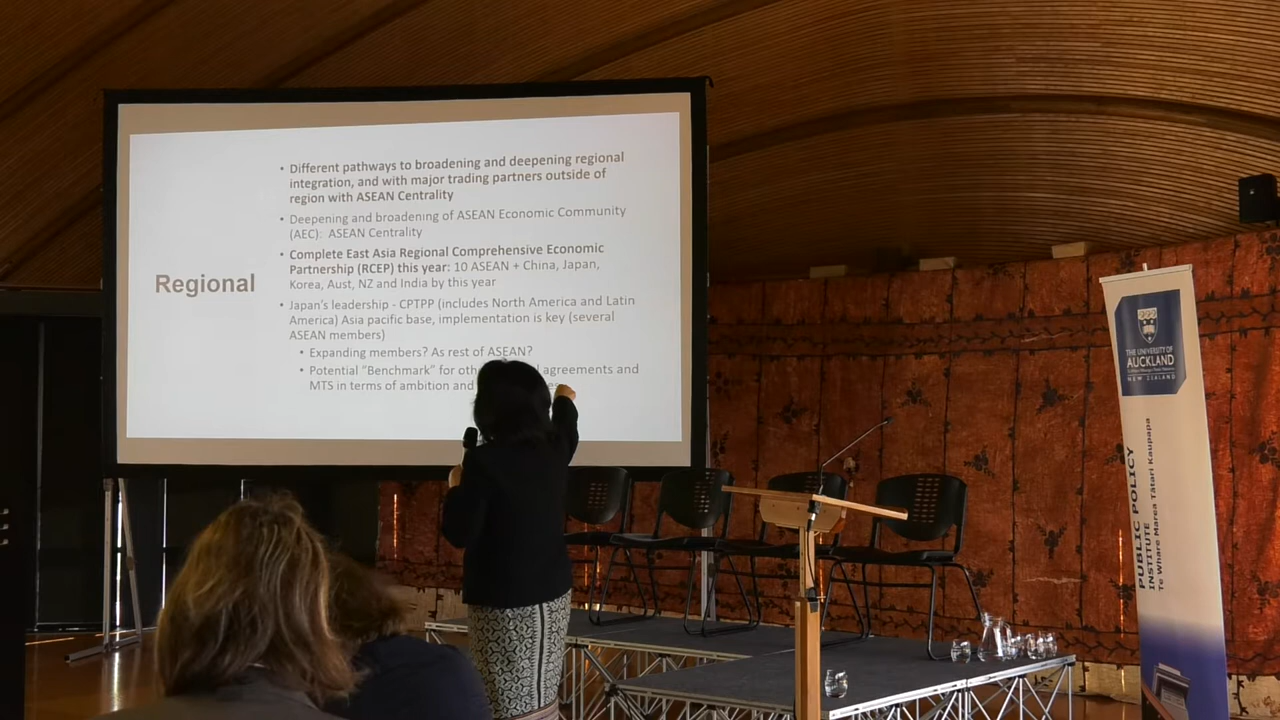 Regional
• Different pathways to broadening and deepening regional
integration, and with major trading partners outside of
region with ASEAN Centrality
• Deepening and broadening of ASEAN Economic Community
(AEC): ASEAN Centrality
• Complete East Asia Regional Comprehensive Economic
Partnership (RCEP) this year: 10 ASEAN + China, Japan,
Korea, Aust, NZ and India by this year
• Japan's leadership - CPTPP (includes North America and Latin
America) Asia pacific base, implementation is key (several
ASEAN members)
• Expanding members? As rest of ASEAN?
• Potential "Benchmark" for agreements and
MTS in terms of ambition and
THE UNIVERSITY OF
AUCKLAND
NEW ZEALAND
PUBLIC POLICY
INSTITUTE
Te Whare Marea Tātari Kaupapa